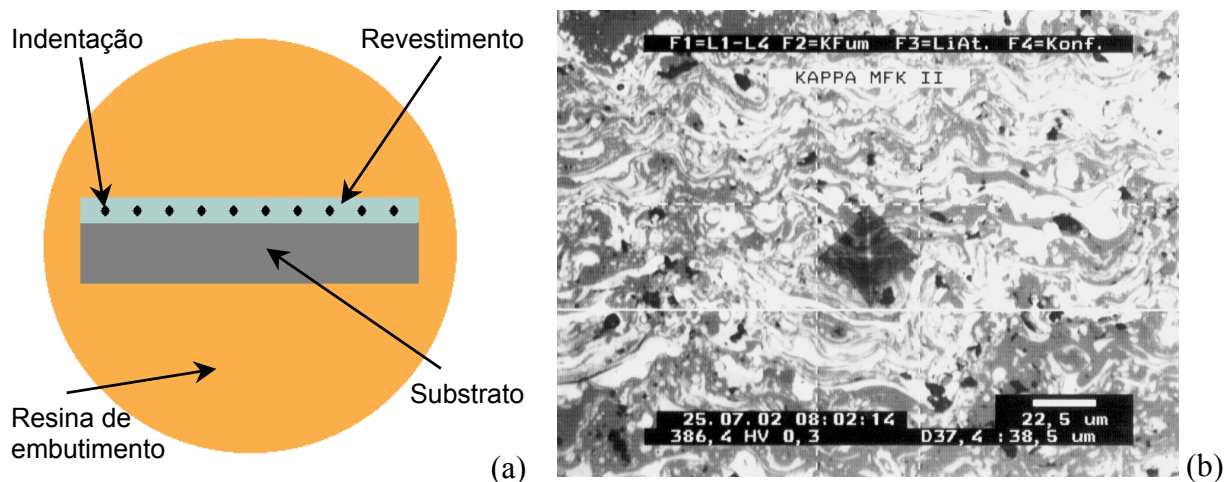 Indentação
Revestimento
Resina de
embutimento
Substrato
(a)
F1=L1-L4 F2=KFum F3=LiAt. F4=Konf.
KAPPA MFK II
25.07.02 08:02:14
386,4 HV 0,3
D37,4 :38,5 um
22,5 um
(b)